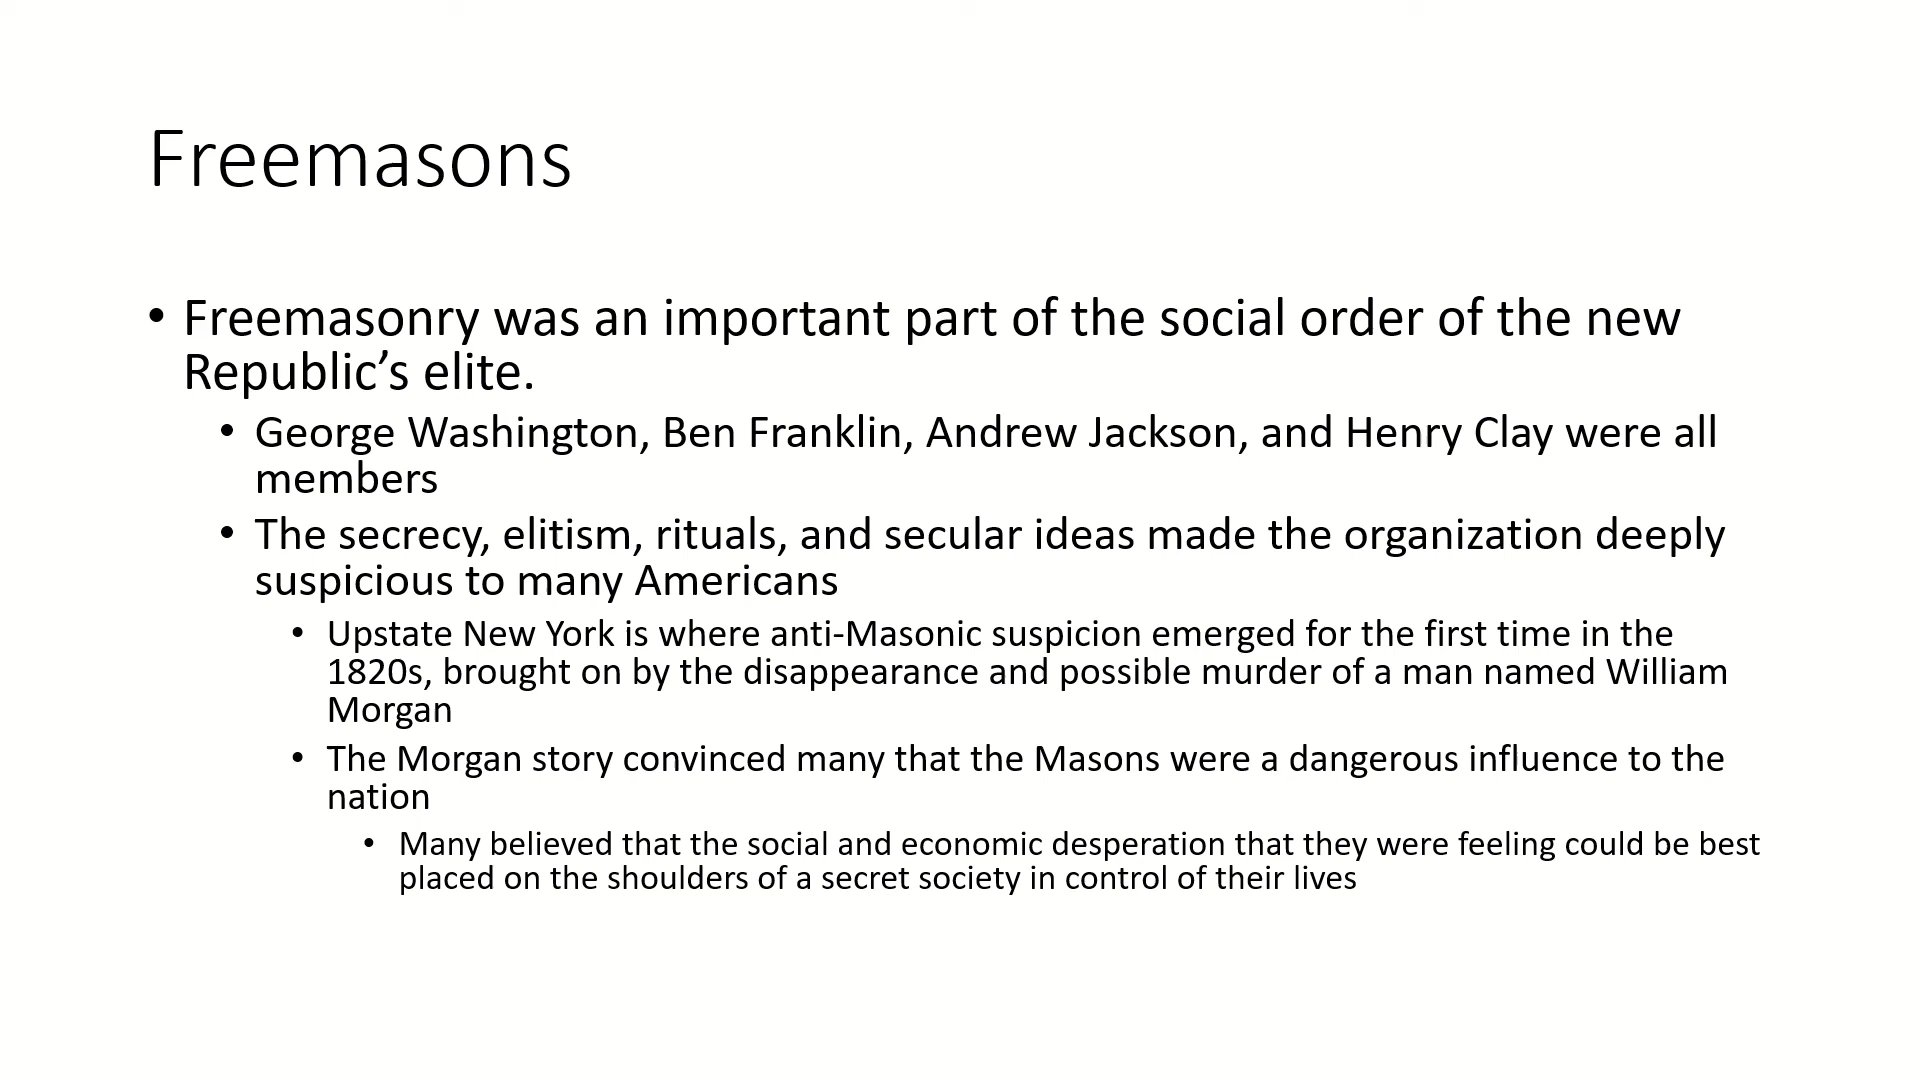 Freemasons
• Freemasonry was an important part of the social order of the new
Republic’s elite.
• George Washington, Ben Franklin, Andrew Jackson, and Henry Clay were all
members
• The secrecy, elitism, rituals, and secular ideas made the organization deeply
suspicious to many Americans
• Upstate New York is where anti-Masonic suspicion emerged for the first time in the
1820s, brought on by the disappearance and possible murder of a man named William
Morgan
• The Morgan story convinced many that the Masons were a dangerous influence to the
nation
• Many believed that the social and economic desperation that they were feeling could be best
placed on the shoulders of a secret society in control of their lives